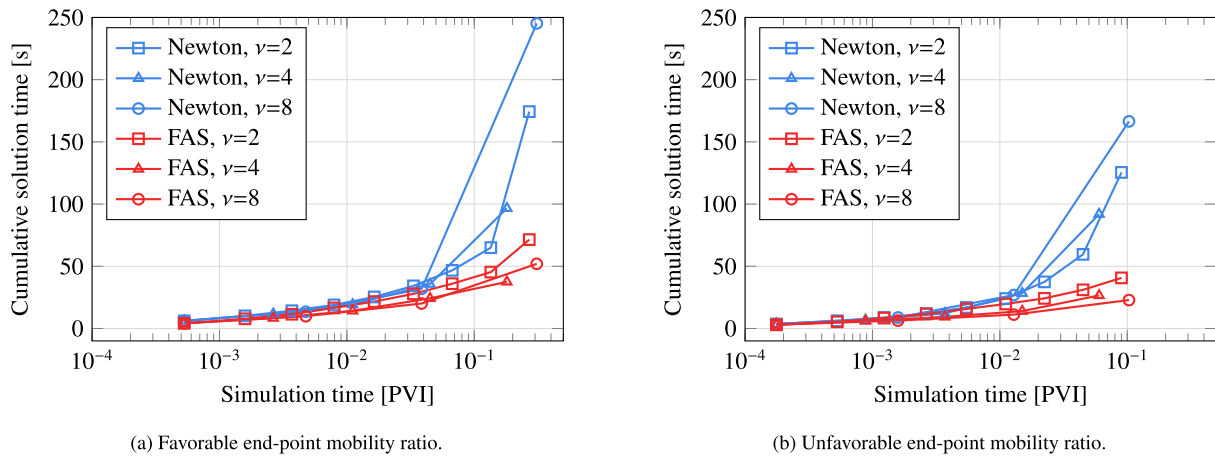 250
200
150
100
50
0
Cumulative solution time [s]
Newton, ν=2
Newton, ν=4
Newton, ν=8
FAS, ν=2
FAS, ν=4
FAS, ν=8
10⁻⁴ 10⁻³ 10⁻² 10⁻¹
Simulation time [PVI]
(a) Favorable end-point mobility ratio.
250
200
150
100
50
0
Cumulative solution time [s]
Newton, ν=2
Newton, ν=4
Newton, ν=8
FAS, ν=2
FAS, ν=4
FAS, ν=8
10⁻⁴ 10⁻³ 10⁻² 10⁻¹
Simulation time [PVI]
(b) Unfavorable end-point mobility ratio.